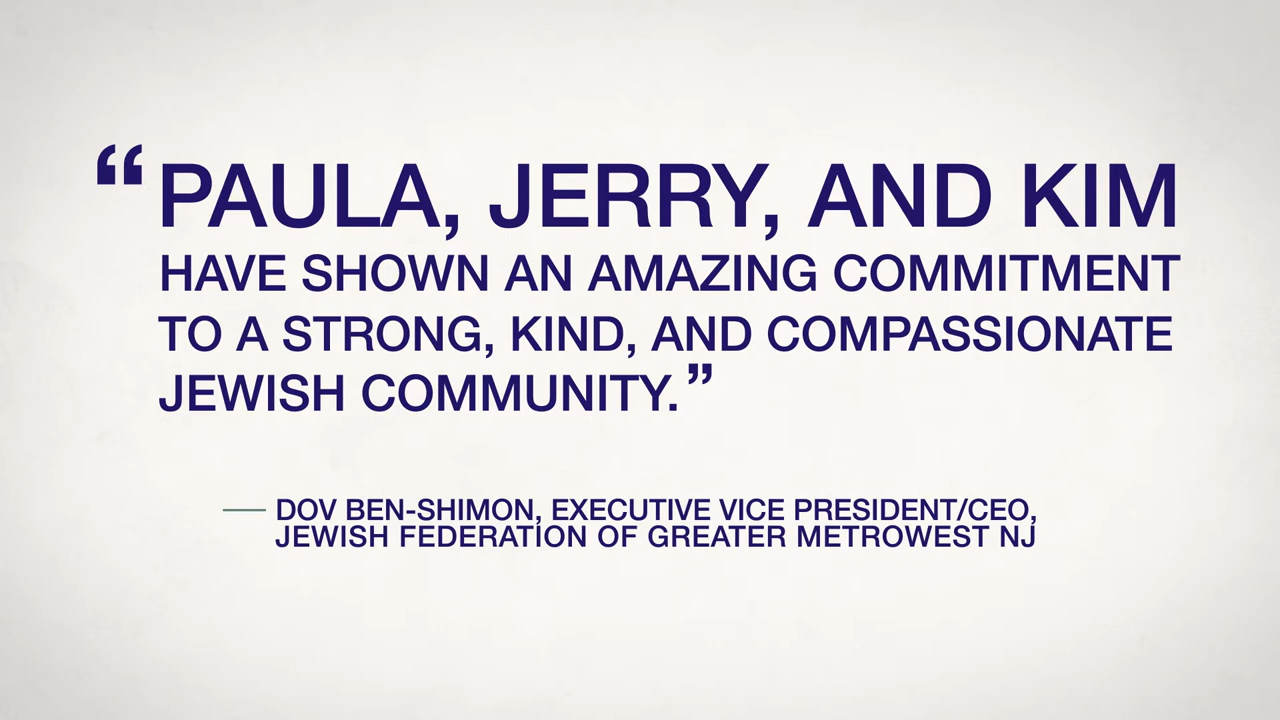 “PAULA, JERRY, AND KIM
HAVE SHOWN AN AMAZING COMMITMENT
TO A STRONG, KIND, AND COMPASSIONATE
JEWISH COMMUNITY.”
— DOV BEN-SHIMON, EXECUTIVE VICE PRESIDENT/CEO,
JEWISH FEDERATION OF GREATER METROWEST NJ